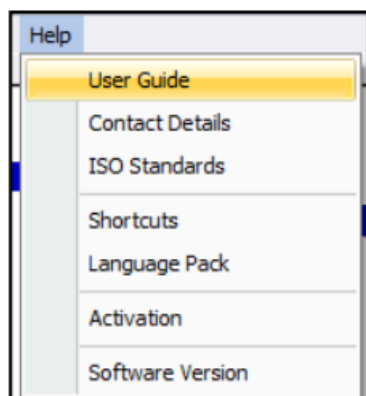 Help
User Guide
Contact Details
ISO Standards
Shortcuts
Language Pack
Activation
Software Version